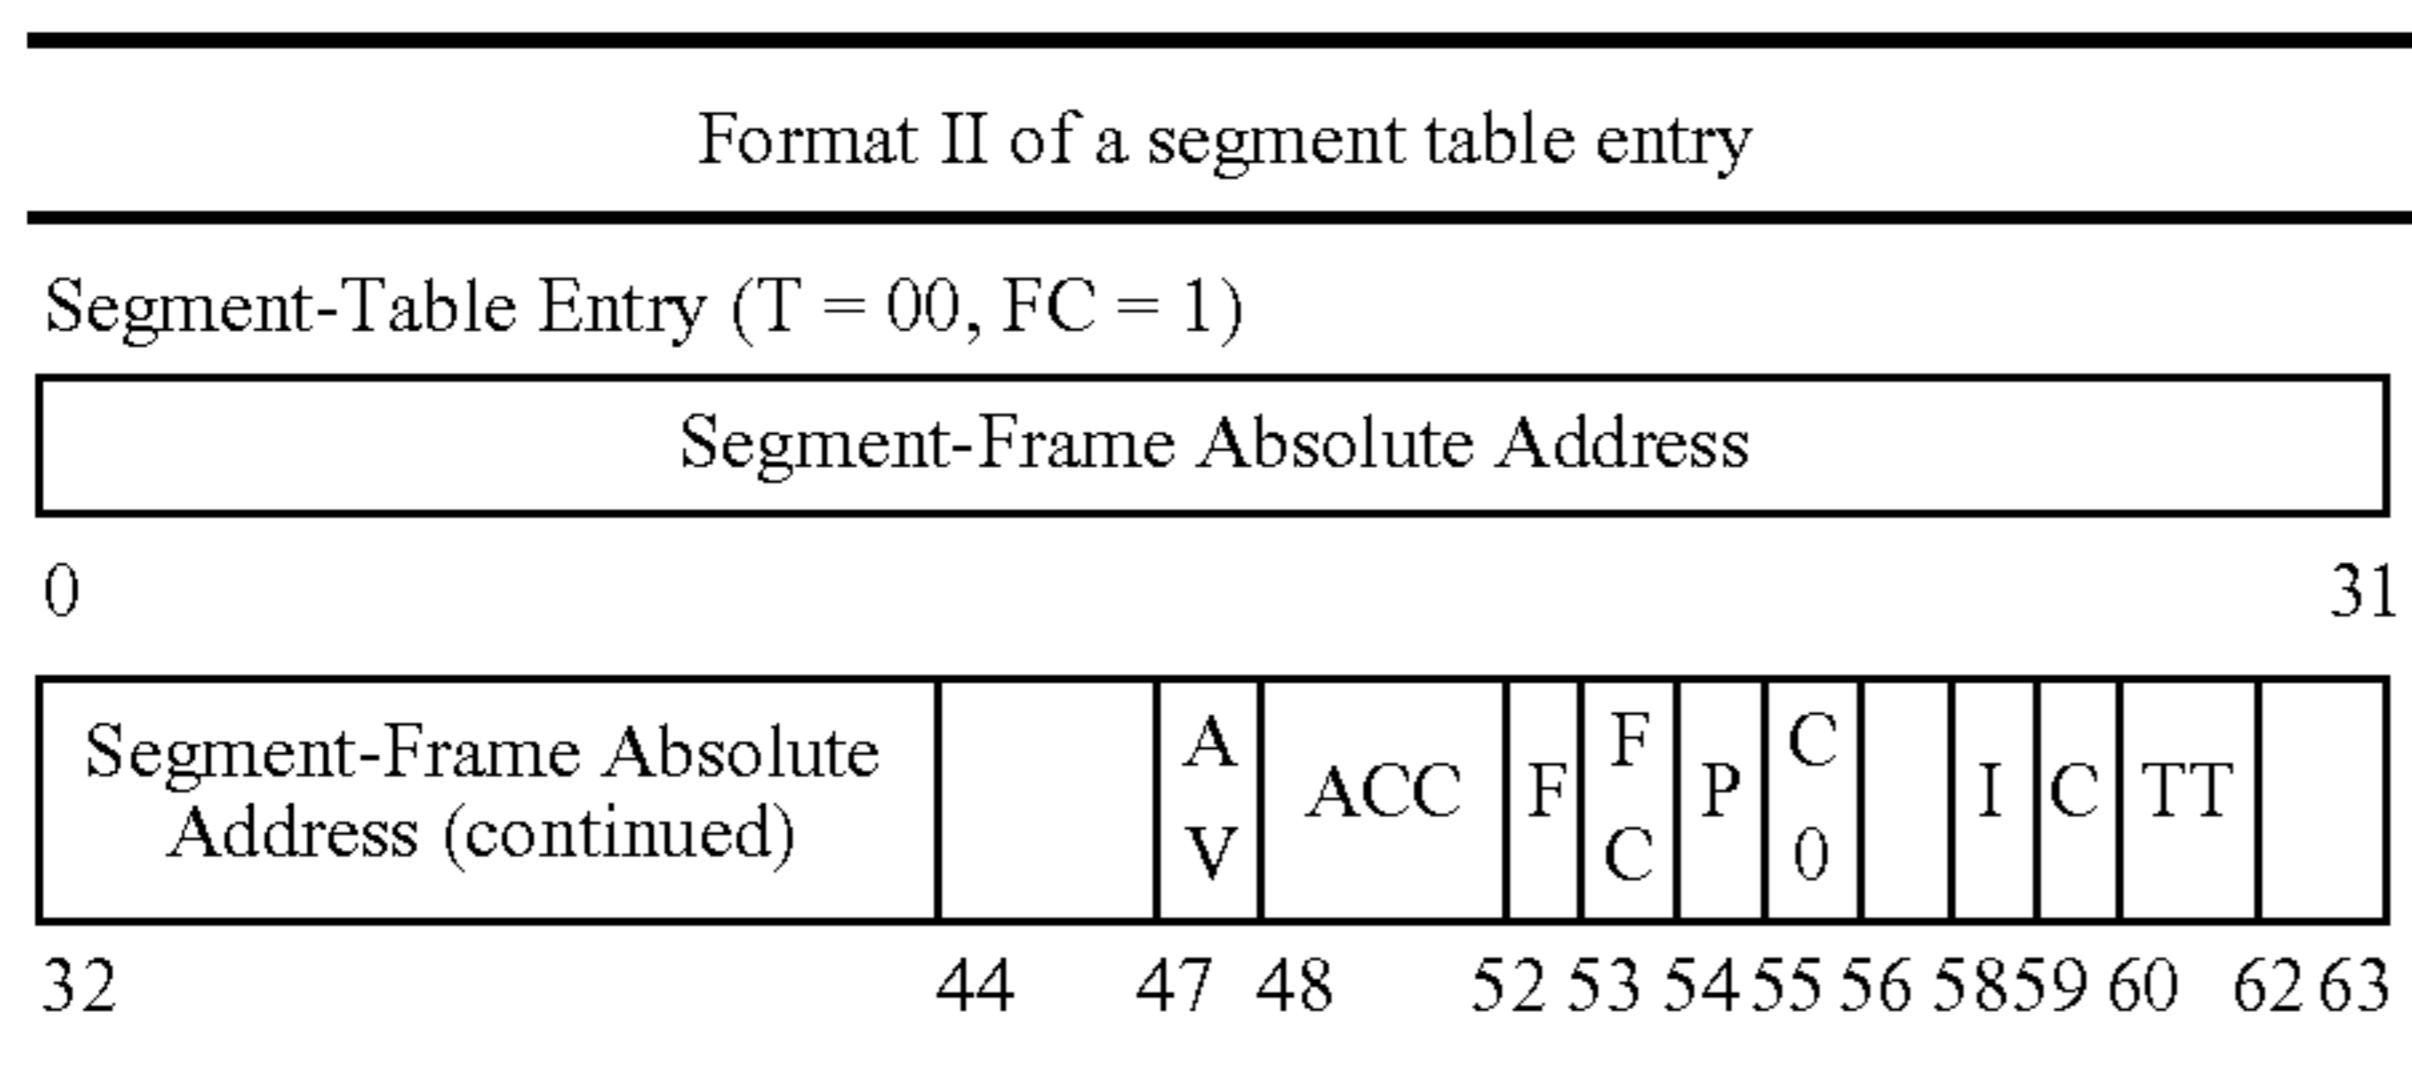 Format II of a segment table entry
Segment-Table Entry (T = 00, FC = 1)
Segment-Frame Absolute Address
0 31
Segment-Frame Absolute
Address (continued)
A
V
ACC
F
F
C
P
C
0
I
C
TT
32 44 47 48 52 53 54 55 56 58 59 60 62 63